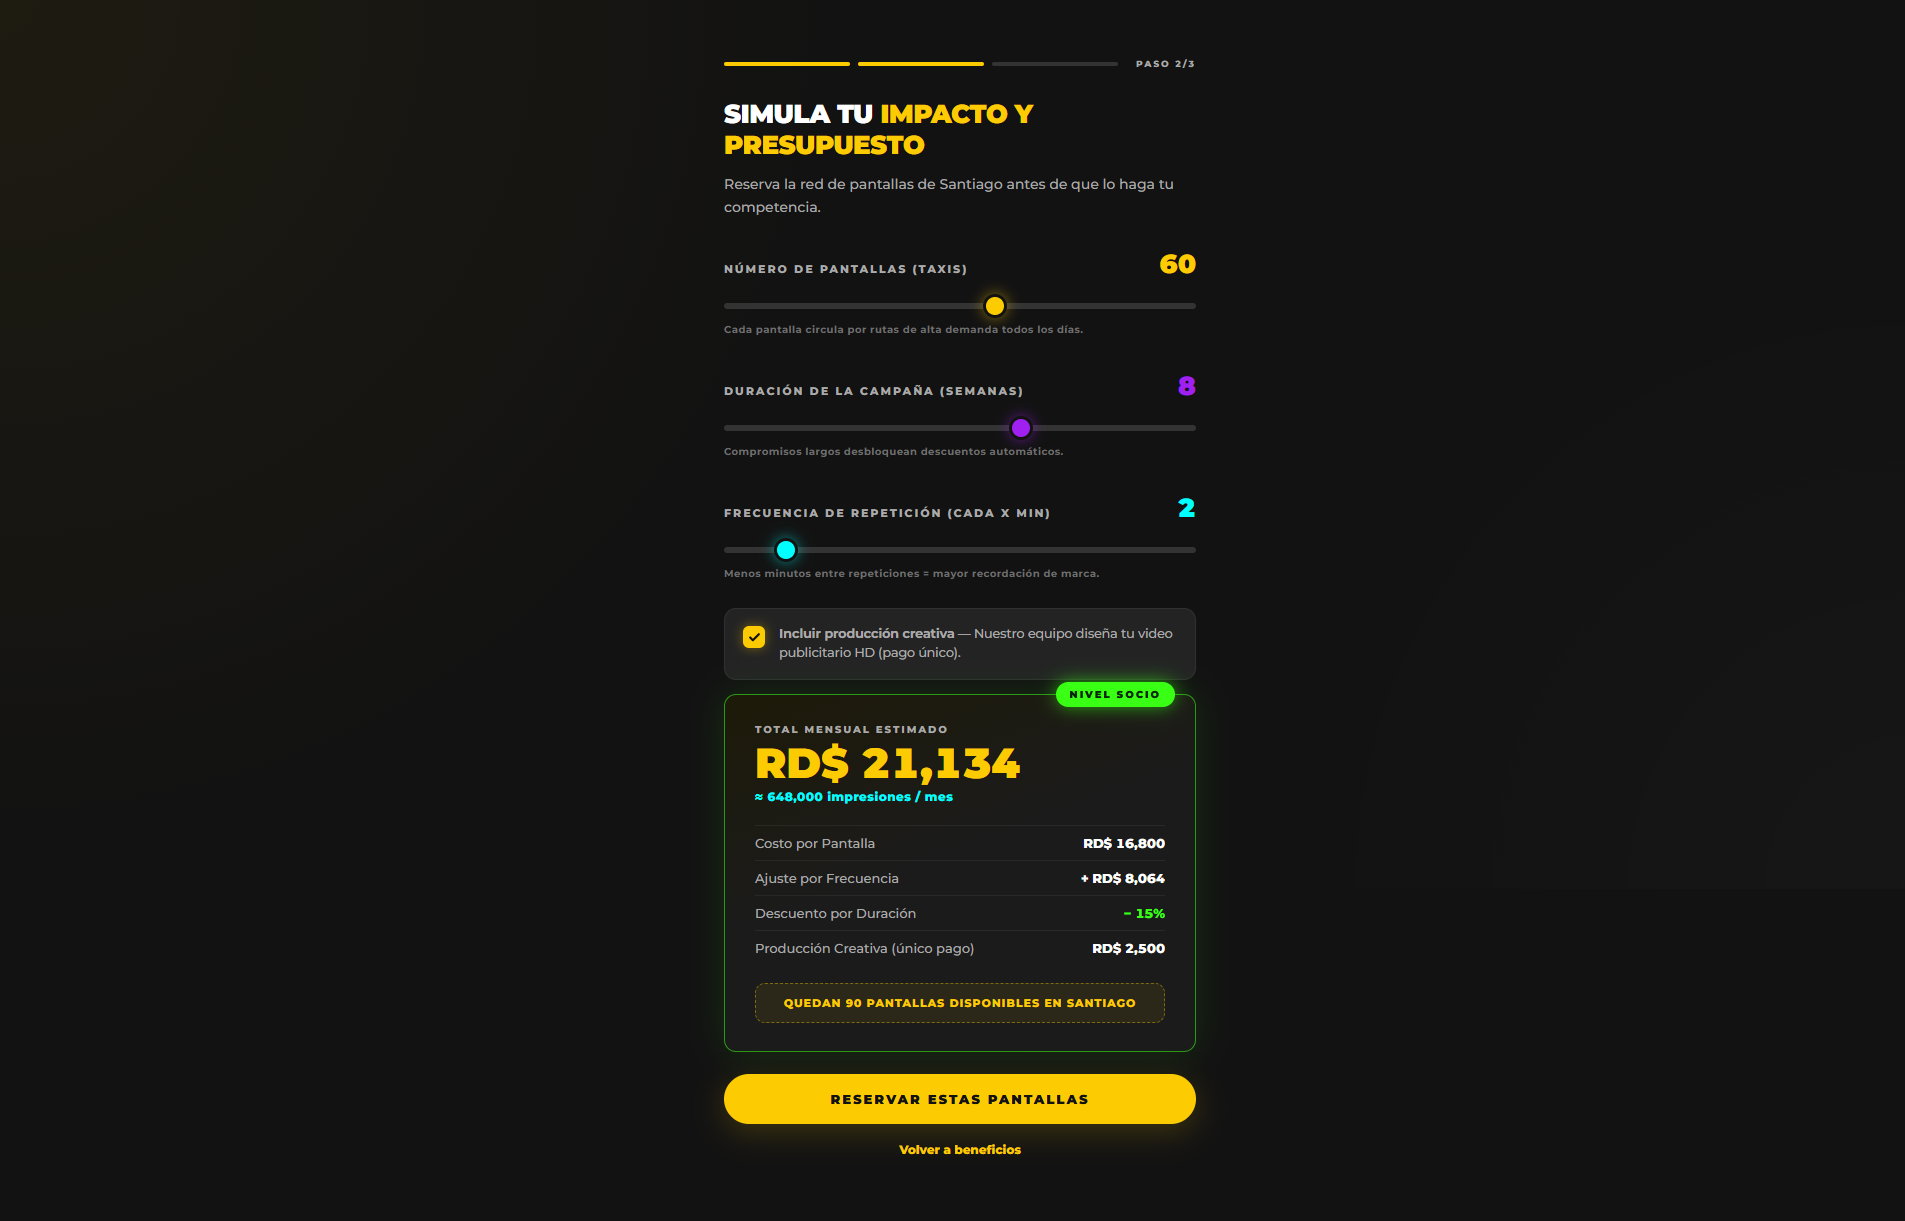 PASO 2/3
SIMULA TU IMPACTO Y
PRESUPUESTO
Reserva la red de pantallas de Santiago antes de que lo haga tu
competencia.
NÚMERO DE PANTALLAS (TAXIS) 60
Cada pantalla circula por rutas de alta demanda todos los días.
DURACIÓN DE LA CAMPAÑA (SEMANAS) 8
Compromisos largos desbloquean descuentos automáticos.
FRECUENCIA DE REPETICIÓN (CADA X MIN) 2
Menos minutos entre repeticiones = mayor recordación de marca.
Incluir producción creativa — Nuestro equipo diseña tu video
publicitario HD (pago único).
NIVEL SOCIO
TOTAL MENSUAL ESTIMADO
RD$ 21,134
≈ 648,000 impresiones / mes
Costo por Pantalla RD$ 16,800
Ajuste por Frecuencia + RD$ 8,064
Descuento por Duración − 15%
Producción Creativa (único pago) RD$ 2,500
QUEDAN 90 PANTALLAS DISPONIBLES EN SANTIAGO
RESERVAR ESTAS PANTALLAS
Volver a beneficios